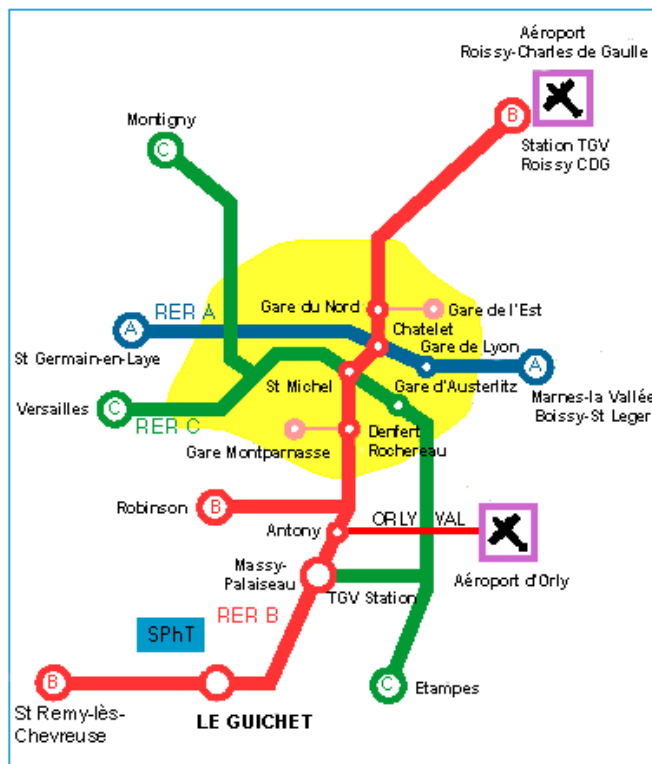 Aéroport
Roissy-Charles de Gaulle
B
Station TGV
Roissy CDG
Montigny
C
Gare du Nord
Gare de l'Est
RER A
A
Chatelet
Gare de Lyon
St Germain-en-Laye
A
St Michel
Gare d'Austerlitz
Marnes-la Vallée
Boissy-St Leger
Versailles
C
RER C
Denfert
Rochereau
Gare Montparnasse
Robinson
B
Antony
ORLY VAL
Massy-
Palaiseau
Aéroport d'Orly
TGV Station
RER B
SPhT
B
C
Etampes
St Remy-lès-
Chevreuse
LE GUICHET